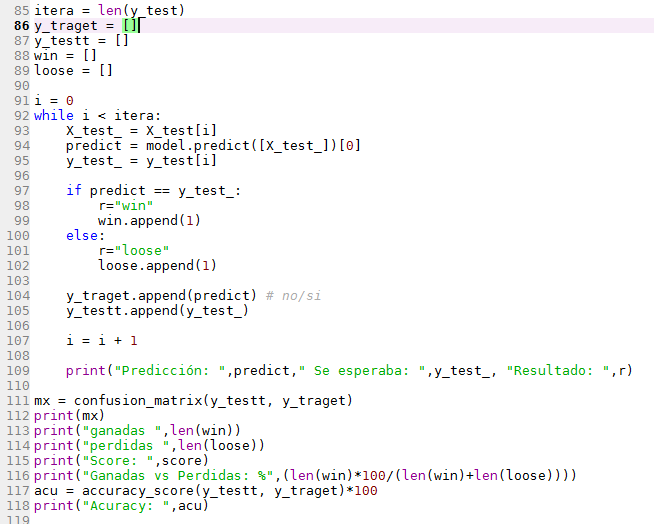 85 itera = len(y_test)
86 y_traget = []
87 y_testt = []
88 win = []
89 loose = []
90
91 i = 0
92 while i < itera:
93     X_test_ = X_test[i]
94     predict = model.predict([X_test_])[0]
95     y_test_ = y_test[i]
96
97     if predict == y_test_:
98         r="win"
99         win.append(1)
100     else:
101         r="loose"
102         loose.append(1)
103
104     y_traget.append(predict) # no/si
105     y_testt.append(y_test_)
106
107     i = i + 1
108
109     print("Predicción: ",predict," Se esperaba: ",y_test_, "Resultado: ",r)
110
111 mx = confusion_matrix(y_testt, y_traget)
112 print(mx)
113 print("ganadas ",len(win))
114 print("perdidas ",len(loose))
115 print("Score: ",score)
116 print("Ganadas vs Perdidas: %",(len(win)*100/(len(win)+len(loose))))
117 acu = accuracy_score(y_testt, y_traget)*100
118 print("Acuracy: ",acu)
119